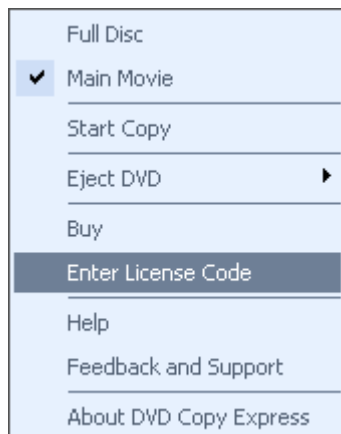 Full Disc
Main Movie
Start Copy
Eject DVD
Buy
Enter License Code
Help
Feedback and Support
About DVD Copy Express